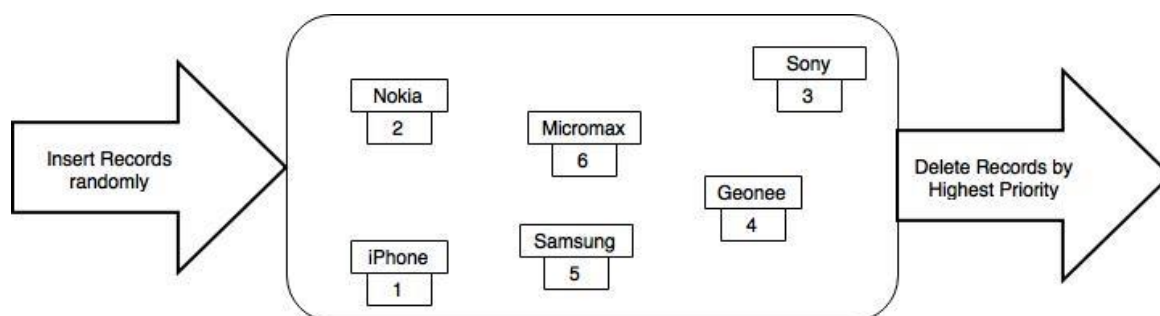 Insert Records
randomly
Nokia
2
iPhone
1
Micromax
6
Samsung
5
Sony
3
Geonee
4
Delete Records by
Highest Priority